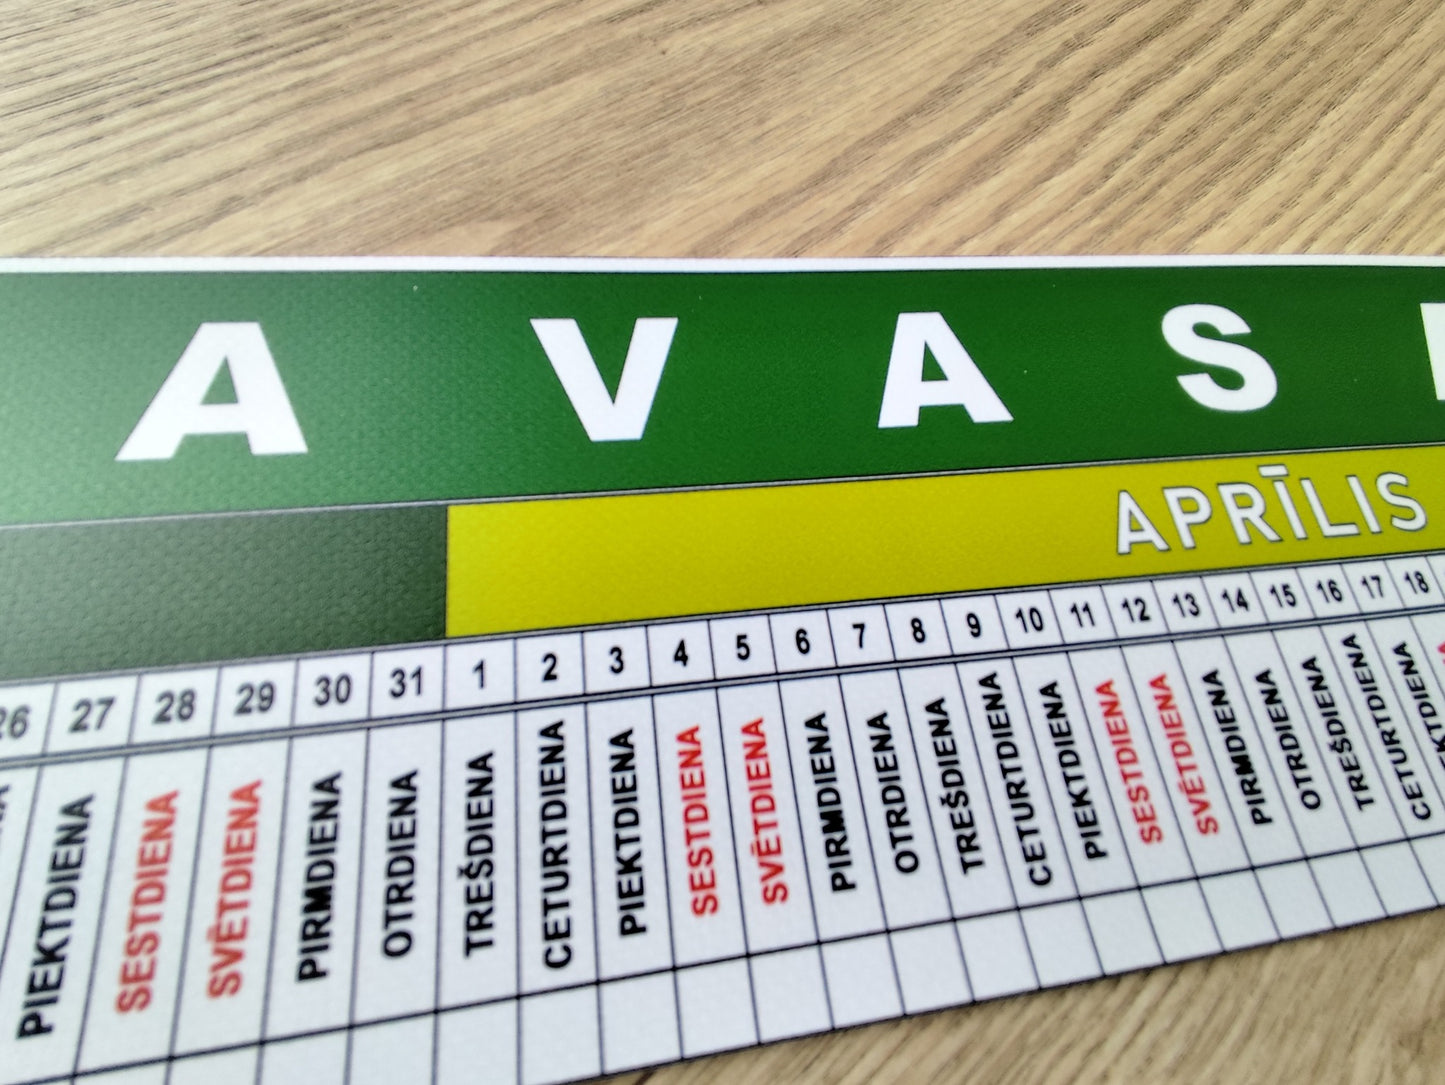 A V A S
APRĪLIS
26 27 28 29 30 31 1 2 3 4 5 6 7 8 9 10 11 12 13 14 15 16 17 18
PIEKTDIENA SESTDIENA SVĒTDIENA PIRMDIENA OTRDIENA TREŠDIENA CETURTDIENA PIEKTDIENA SESTDIENA SVĒTDIENA PIRMDIENA OTRDIENA TREŠDIENA CETURTDIENA PIEKTDIENA SESTDIENA SVĒTDIENA PIRMDIENA OTRDIENA TREŠDIENA CETURTDIENA